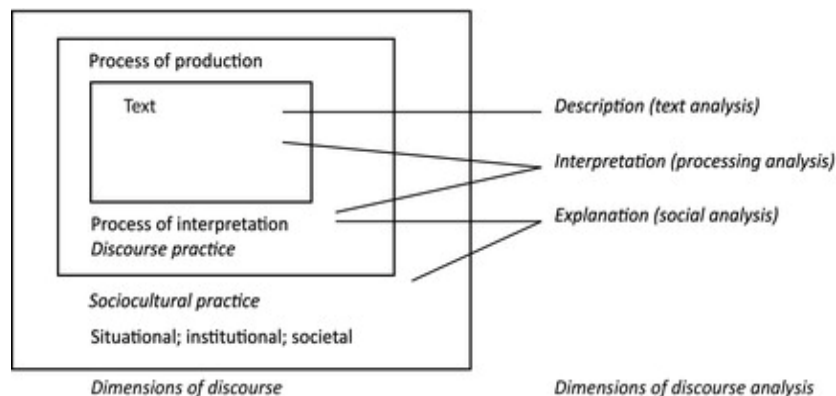 Process of production
Text
Description (text analysis)
Interpretation (processing analysis)
Process of interpretation
Explanation (social analysis)
Discourse practice
Sociocultural practice
Situational; institutional; societal
Dimensions of discourse
Dimensions of discourse analysis